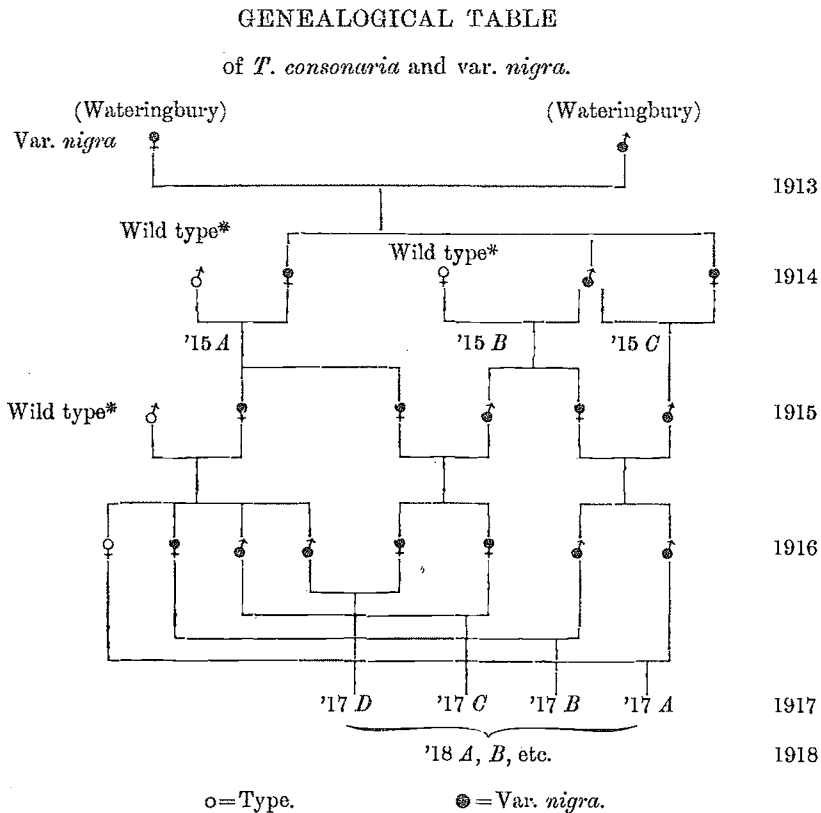 GENEALOGICAL TABLE
of T. consonaria and var. nigra.
(Wateringbury) (Wateringbury)
Var. nigra
1913
Wild type*
Wild type*
1914
'15 A '15 B '15 C
Wild type* 1915
1916
'17 D '17 C '17 B '17 A 1917
'18 A, B, etc. 1918
o=Type. ●=Var. nigra.